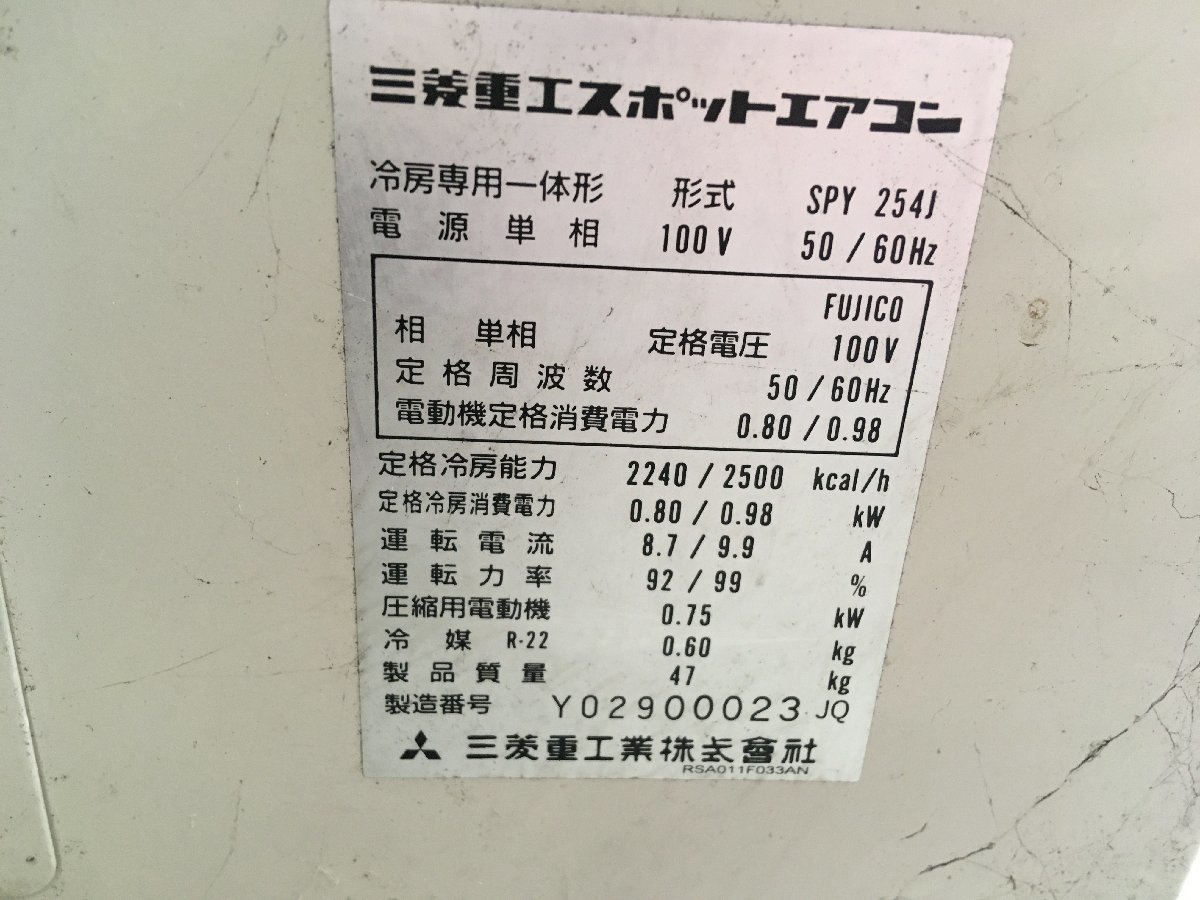 三菱重工スポットエアコン
冷房専用一体形 形式 SPY 254J
電源単相 100V 50/60Hz
FUJICO
相 単相 定格電圧 100V
定格周波数 50/60Hz
電動機定格消費電力 0.80/0.98
定格冷房能力 2240/2500 kcal/h
定格冷房消費電力 0.80/0.98 kW
運転電流 8.7/9.9 A
運転力率 92/99 %
圧縮用電動機 0.75 kW
冷媒 R-22 0.60 kg
製品質量 47 kg
製造番号 Y02900023JQ
三菱重工業株式會社
RSA011F033AN